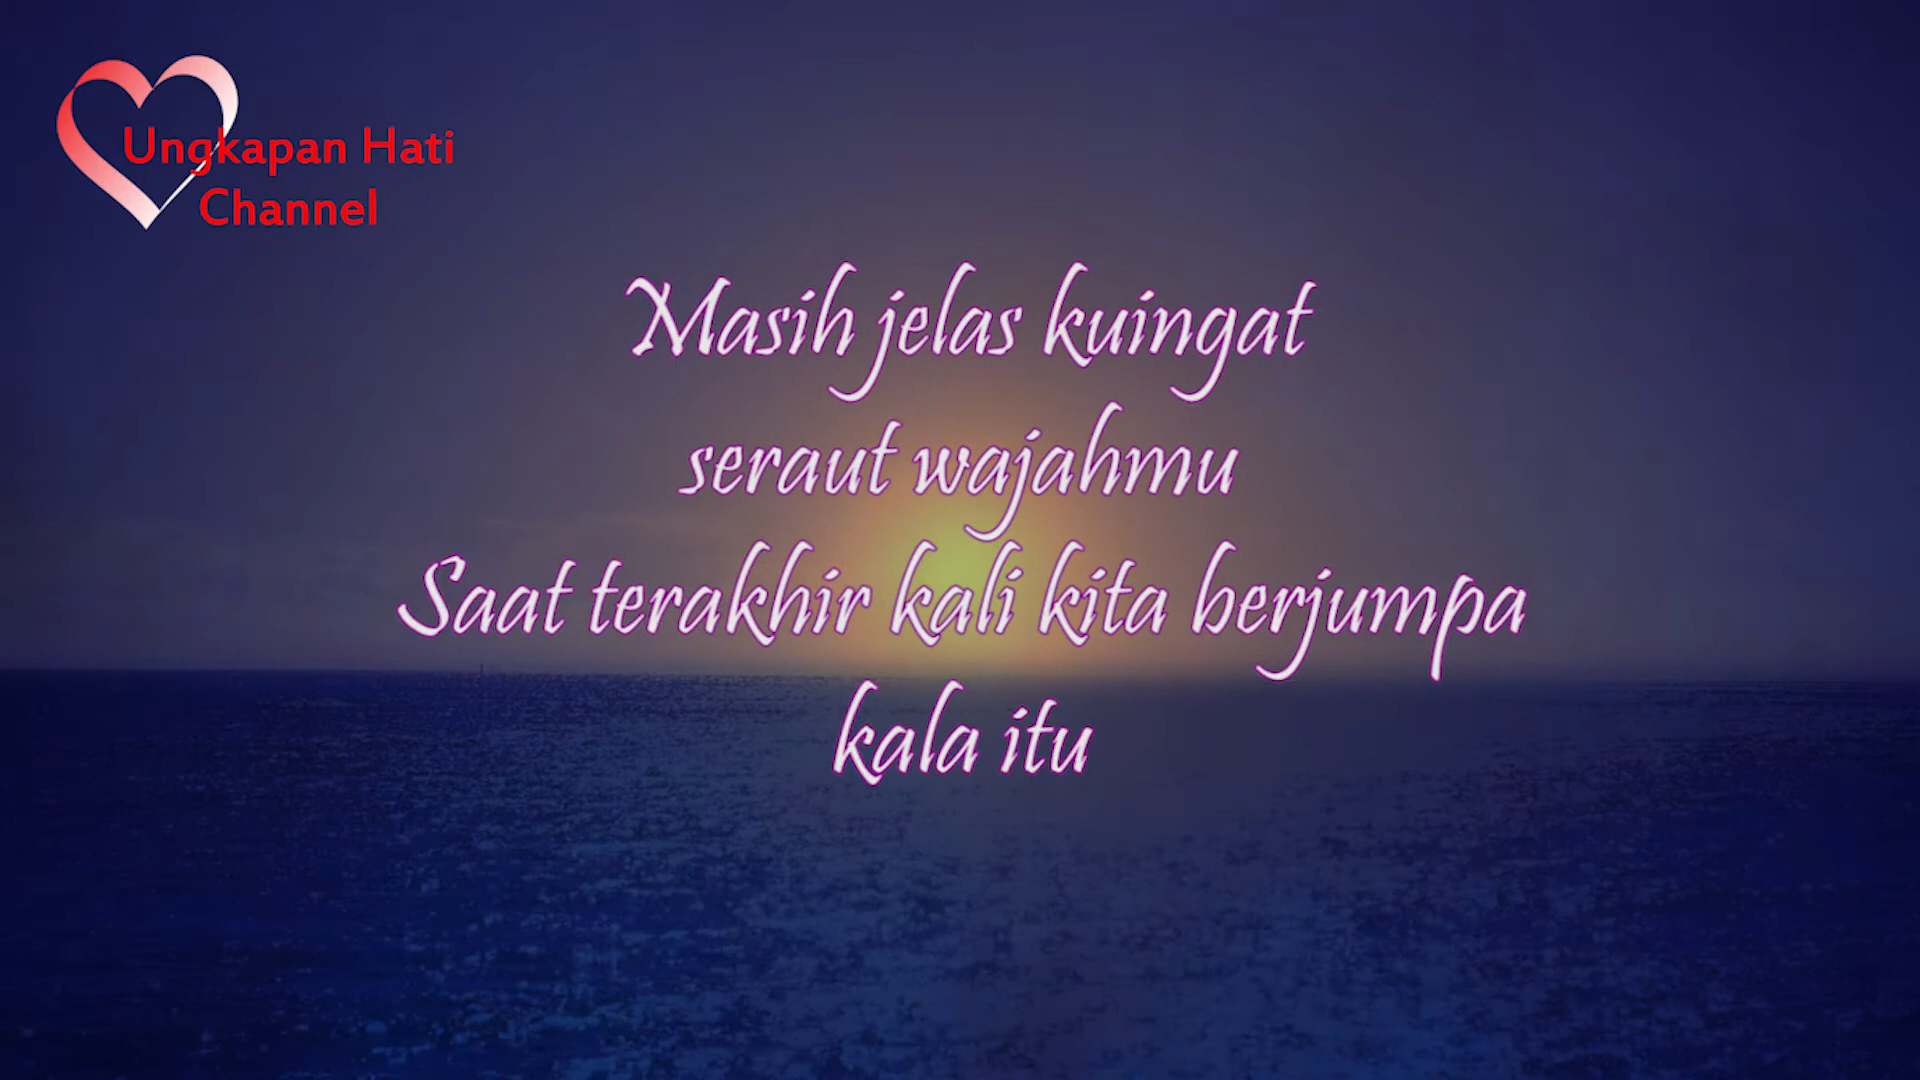 Ungkapan Hati
Channel
Masih jelas kuingat
seraut wajahmu
Saat terakhir kali kita berjumpa
kala itu